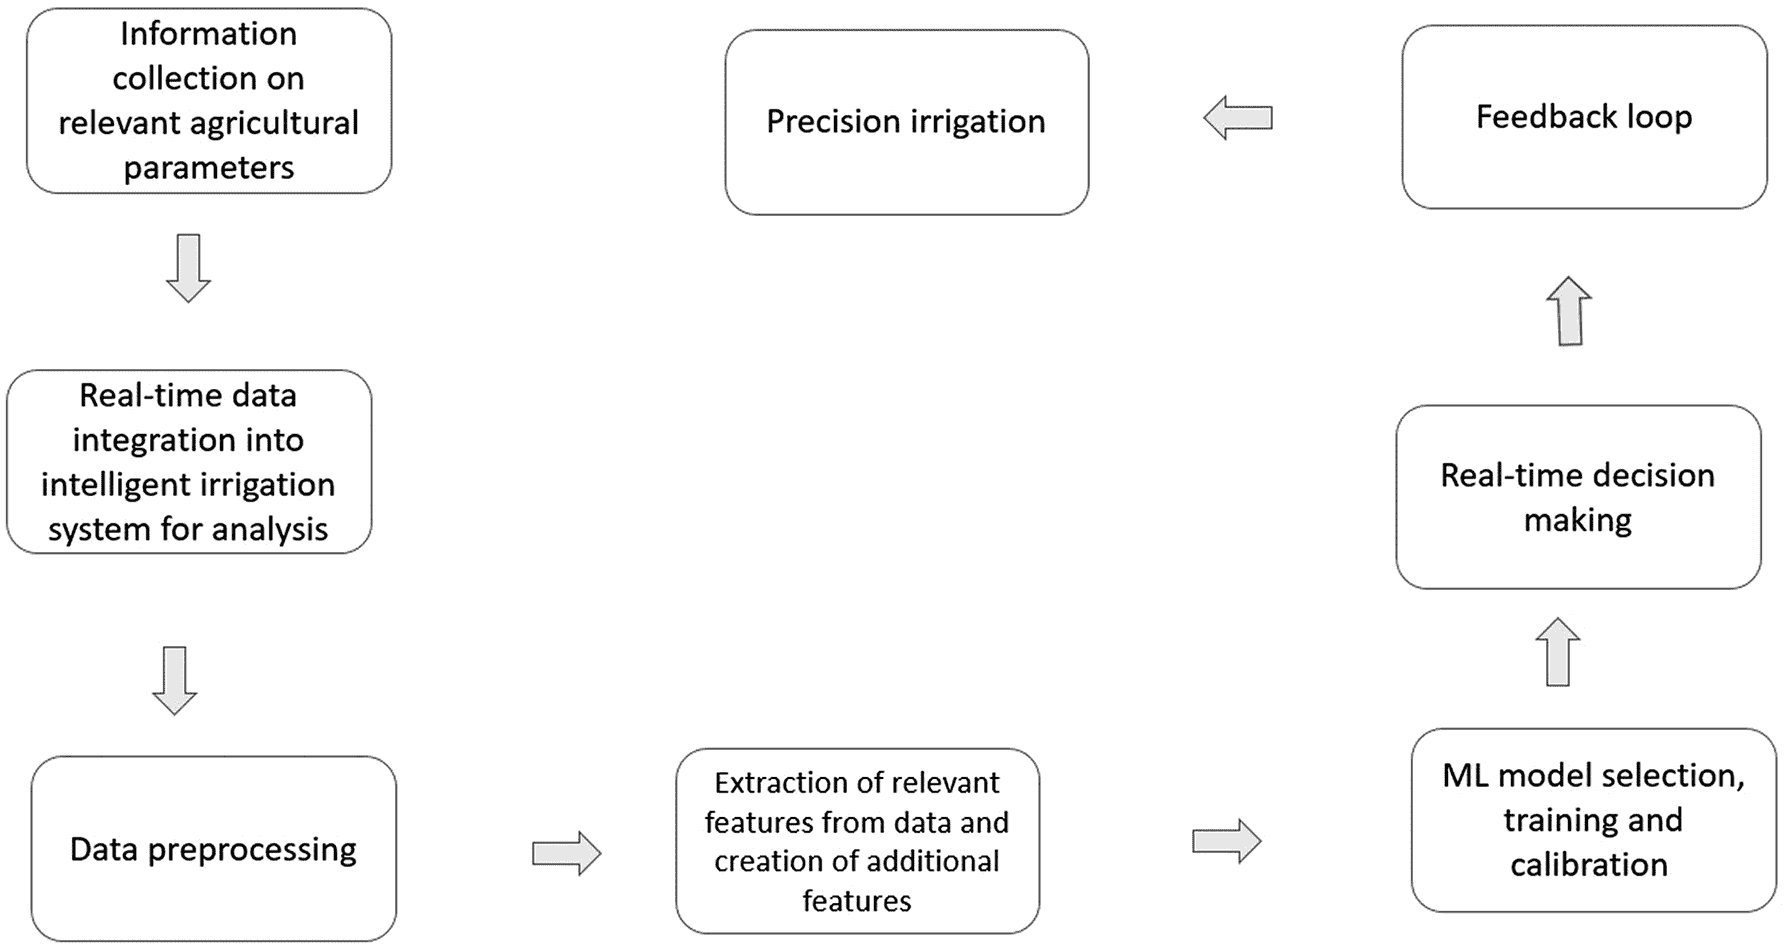 Information
collection on
relevant agricultural
parameters
Real-time data
integration into
intelligent irrigation
system for analysis
Data preprocessing
Extraction of relevant
features from data and
creation of additional
features
ML model selection,
training and
calibration
Real-time decision
making
Feedback loop
Precision irrigation